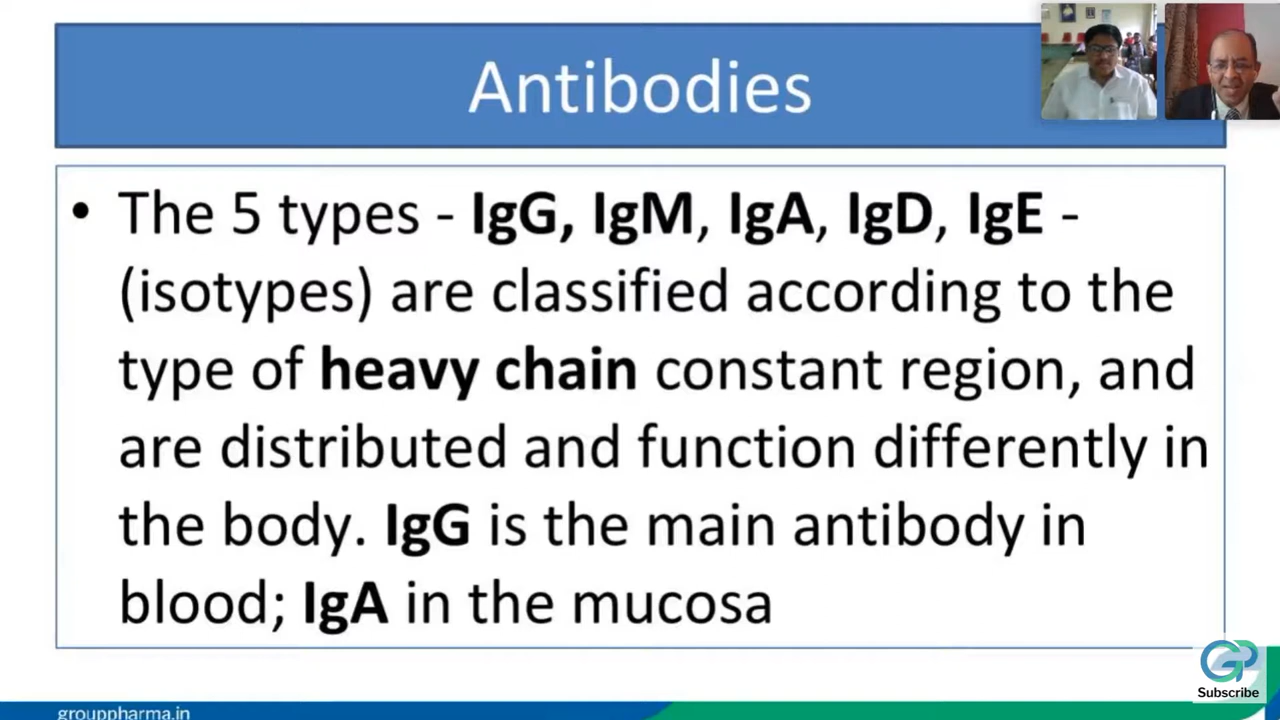 Antibodies
• The 5 types - IgG, IgM, IgA, IgD, IgE -
(isotypes) are classified according to the
type of heavy chain constant region, and
are distributed and function differently in
the body. IgG is the main antibody in
blood; IgA in the mucosa
GP
Subscribe
grouppharma.in